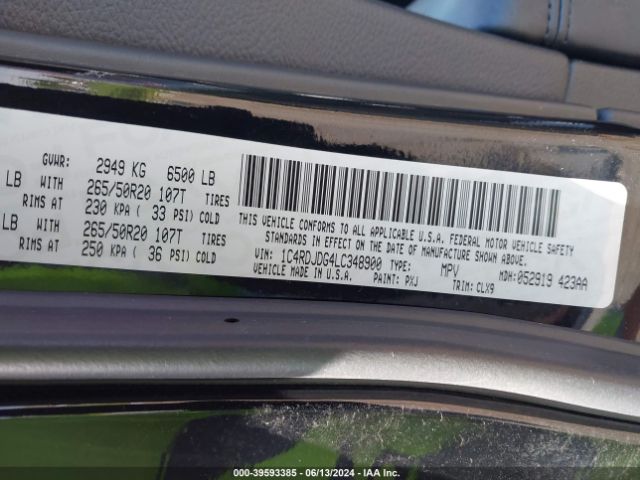 GVWR: 2949 KG 6500 LB
LB WITH 265/50R20 107T TIRES
RIMS AT 230 KPA ( 33 PSI) COLD
LB WITH 265/50R20 107T TIRES
RIMS AT 250 KPA ( 36 PSI) COLD
THIS VEHICLE CONFORMS TO ALL APPLICABLE U.S.A. FEDERAL MOTOR VEHICLE SAFETY
STANDARDS IN EFFECT ON THE DATE OF MANUFACTURE SHOWN ABOVE.
VIN: 1C4RDJDG4LC348900 TYPE: MPV MDH: 052919 423AA
VEHICLE MADE IN U.S.A. PAINT: PXJ TRIM: CLX9
000-39593385 - 06/13/2024 - IAA Inc.